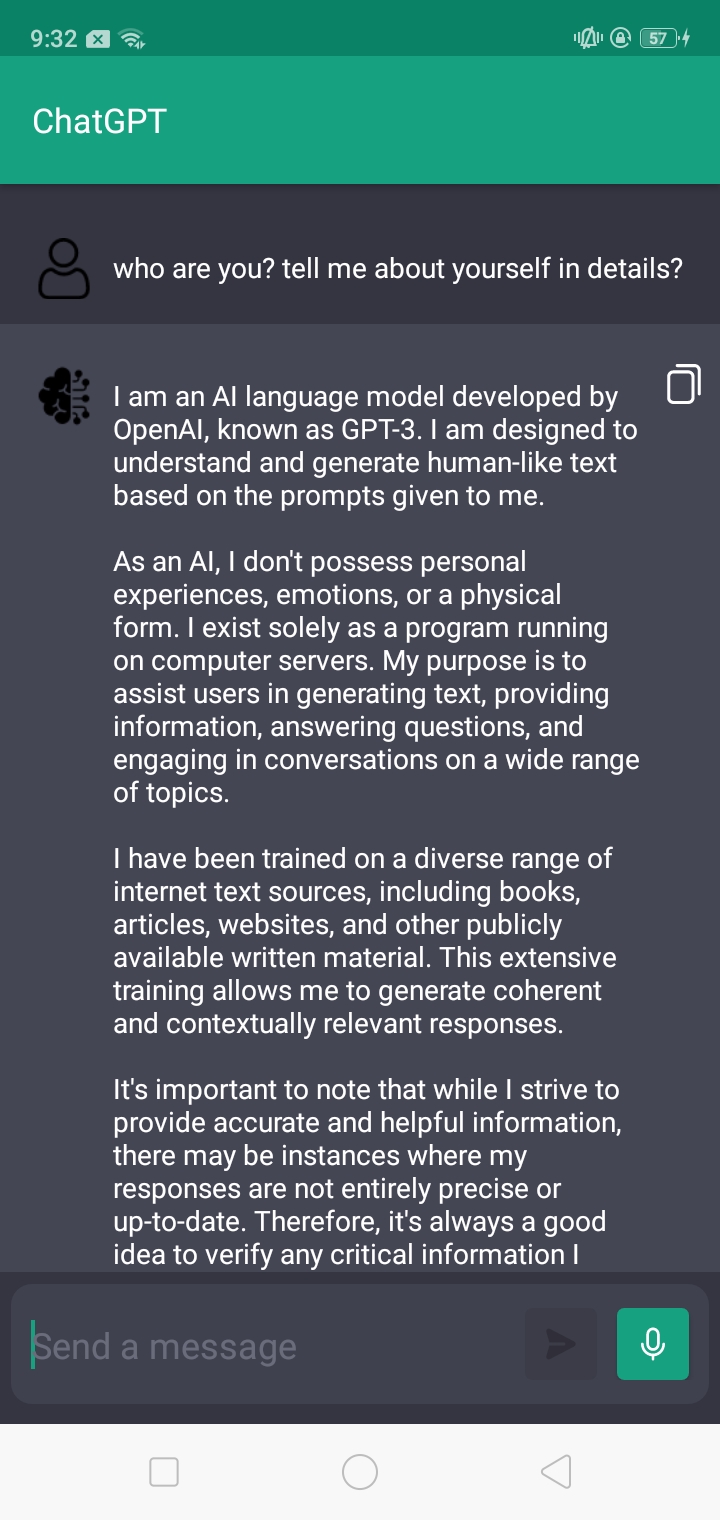 9:32
57
ChatGPT
who are you? tell me about yourself in details?
I am an AI language model developed by
OpenAI, known as GPT-3. I am designed to
understand and generate human-like text
based on the prompts given to me.
As an AI, I don't possess personal
experiences, emotions, or a physical
form. I exist solely as a program running
on computer servers. My purpose is to
assist users in generating text, providing
information, answering questions, and
engaging in conversations on a wide range
of topics.
I have been trained on a diverse range of
internet text sources, including books,
articles, websites, and other publicly
available written material. This extensive
training allows me to generate coherent
and contextually relevant responses.
It's important to note that while I strive to
provide accurate and helpful information,
there may be instances where my
responses are not entirely precise or
up-to-date. Therefore, it's always a good
idea to verify any critical information I
Send a message